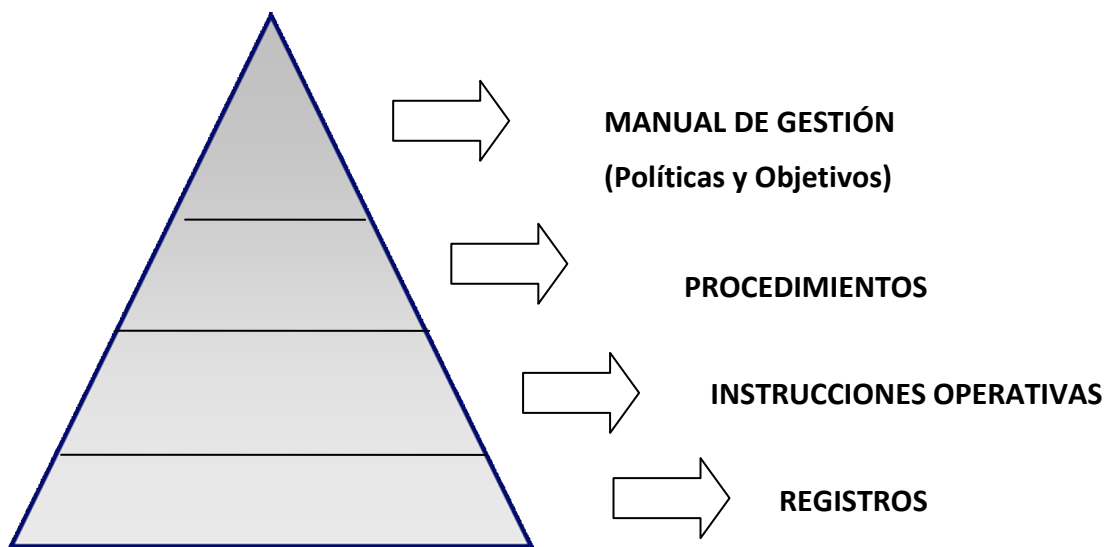 MANUAL DE GESTIÓN
(Políticas y Objetivos)
PROCEDIMIENTOS
INSTRUCCIONES OPERATIVAS
REGISTROS